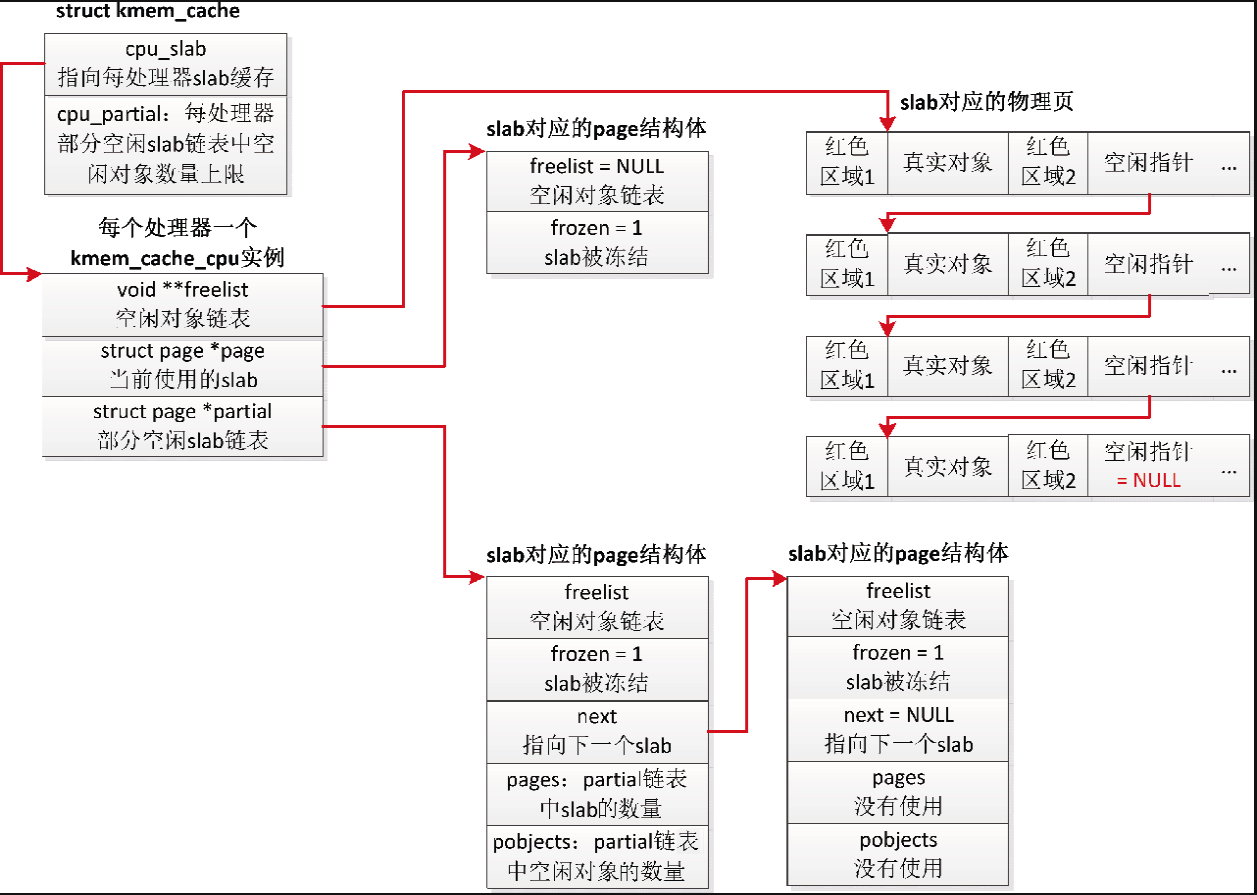 struct kmem_cache
cpu_slab
指向每处理器slab缓存
cpu_partial：每处理器
部分空闲slab链表中空
闲对象数量上限
每个处理器一个
kmem_cache_cpu实例
void **freelist
空闲对象链表
struct page *page
当前使用的slab
struct page *partial
部分空闲slab链表
slab对应的page结构体
freelist = NULL
空闲对象链表
frozen = 1
slab被冻结
slab对应的物理页
红色
区域1
真实对象
红色
区域2
空闲指针
...
红色
区域1
真实对象
红色
区域2
空闲指针
...
红色
区域1
真实对象
红色
区域2
空闲指针
...
红色
区域1
真实对象
红色
区域2
空闲指针
= NULL
...
slab对应的page结构体
freelist
空闲对象链表
frozen = 1
slab被冻结
next
指向下一个slab
pages：partial链表
中slab的数量
pobjects：partial链表
中空闲对象的数量
slab对应的page结构体
freelist
空闲对象链表
frozen = 1
slab被冻结
next = NULL
指向下一个slab
pages
没有使用
pobjects
没有使用